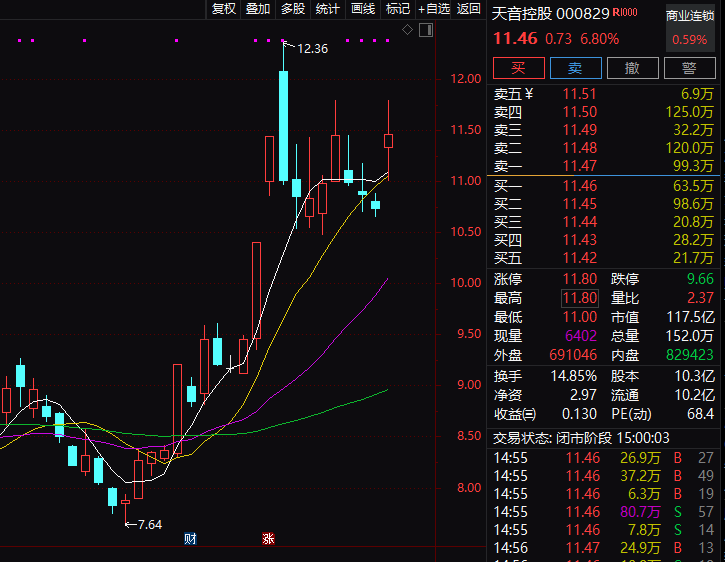 复权 叠加 多股 统计 画线 标记 +自选 返回
天音控股 000829 R1000
商业连锁
11.46 0.73 6.80%
0.59%
买 卖 撤 警
12.36
12.00
11.50
11.00
10.50
10.00
9.50
9.00
8.50
8.00
7.64
财 涨
卖五¥ 11.51 6.9万
卖四 11.50 125.0万
卖三 11.49 32.2万
卖二 11.48 120.0万
卖一 11.47 99.3万
买一 11.46 63.5万
买二 11.45 98.6万
买三 11.44 20.8万
买四 11.43 28.2万
买五 11.42 21.7万
涨停 11.80 跌停 9.66
最高 11.80 量比 2.37
最低 11.00 市值 117.5亿
现量 6402 总量 152.0万
外盘 691046 内盘 829423
换手 14.85% 股本 10.3亿
净资 2.97 流通 10.2亿
收益㈢ 0.130 PE(动) 68.4
交易状态: 闭市阶段 15:00:03
14:55 11.46 26.9万 B 27
14:55 11.46 37.2万 B 49
14:55 11.46 6.3万 B 19
14:55 11.46 80.7万 S 57
14:55 11.46 7.8万 S 14
14:56 11.47 24.9万 B 13